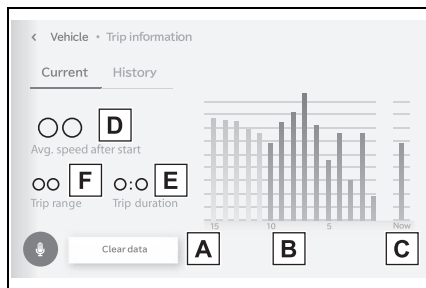 < Vehicle • Trip information
Current History
OO D
Avg. speed after start
oo F o:o E
Trip range Trip duration
15 10 5 Now
Clear data A B C